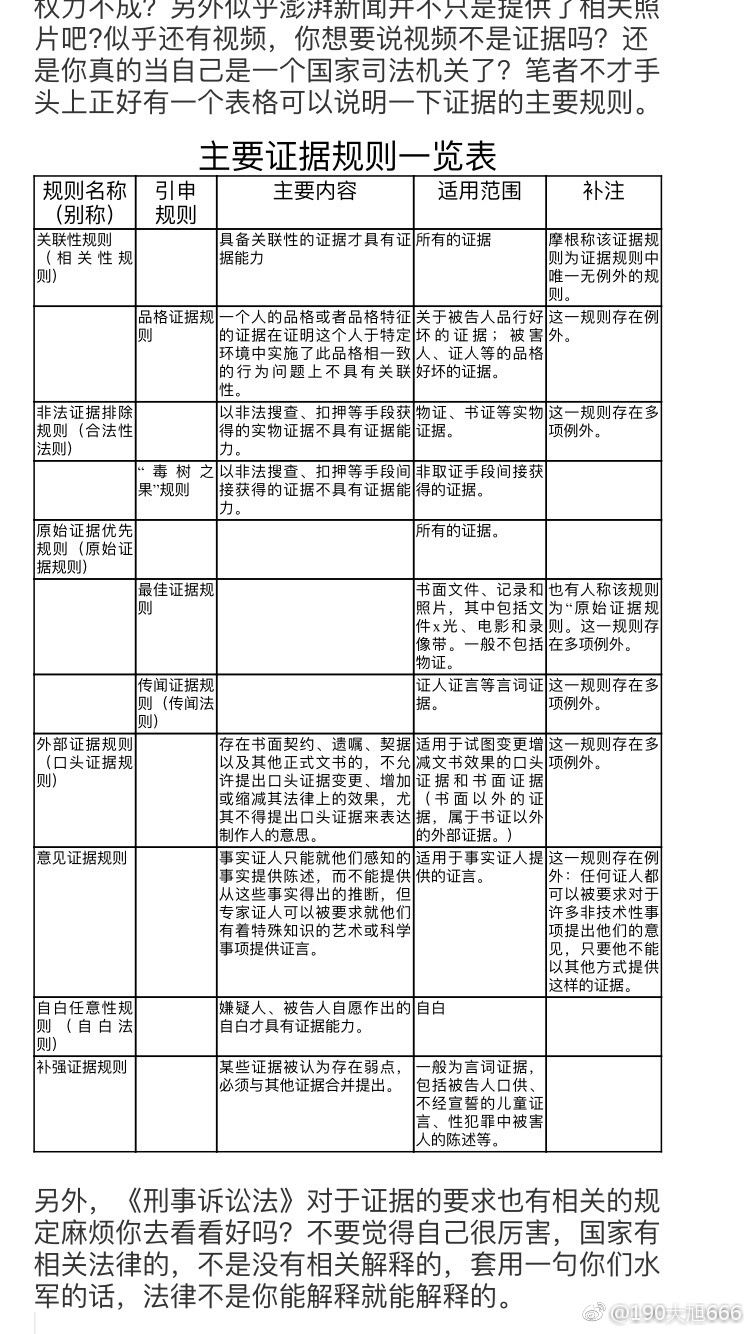 权力不成？另外似乎澎湃新闻并不只是提供了相关照
片吧?似乎还有视频，你想要说视频不是证据吗？还
是你真的当自己是一个国家司法机关了？笔者不才手
头上正好有一个表格可以说明一下证据的主要规则。
主要证据规则一览表
规则名称
（别称）
引申
规则
主要内容
适用范围
补注
关联性规则
（相关性规
则）
具备关联性的证据才具有证
据能力
所有的证据
摩根称该证据规
则为证据规则中
唯一无例外的规
则。
品格证据规
则
一个人的品格或者品格特征
的证据在证明这个人于特定
环境中实施了此品格相一致
的行为问题上不具有关联
性。
关于被告人品行好
坏的证据；被害
人、证人等的品格
好坏的证据。
这一规则存在例
外。
非法证据排除
规则（合法性
法则）
以非法搜查、扣押等手段获
得的实物证据不具有证据能
力。
物证、书证等实物
证据。
这一规则存在多
项例外。
“毒树之
果”规则
以非法搜查、扣押等手段间
接获得的证据不具有证据能
力。
非取证手段间接获
得的证据。
原始证据优先
规则（原始证
据规则）
所有的证据。
最佳证据规
则
书面文件、记录和
照片，其中包括文
件x光、电影和录
像带。一般不包括
物证。
也有人称该规则
为“原始证据规
则。这一规则存
在多项例外。
传闻证据规
则（传闻法
则）
证人证言等言词证
据。
这一规则存在多
项例外。
外部证据规则
（口头证据规
则）
存在书面契约、遗嘱、契据
以及其他正式文书的，不允
许提出口头证据变更、增加
或缩减其法律上的效果，尤
其不得提出口头证据来表达
制作人的意思。
适用于试图变更增
减文书效果的口头
证据和书面证据
（书面以外的证
据，属于书证以外
的外部证据。）
这一规则存在多
项例外。
意见证据规则
事实证人只能就他们感知的
事实提供陈述，而不能提供
从这些事实得出的推断，但
专家证人可以被要求就他们
有着特殊知识的艺术或科学
事项提供证言。
适用于事实证人提
供的证言。
这一规则存在例
外：任何证人都
可以被要求对于
许多非技术性事
项提出他们的意
见，只要他不能
以其他方式提供
这样的证据。
自白任意性规
则（自白法
则）
嫌疑人、被告人自愿作出的
自白才具有证据能力。
自白
补强证据规则
某些证据被认为存在弱点，
必须与其他证据合并提出。
一般为言词证据，
包括被告人口供、
不经宣誓的儿童证
言、性犯罪中被害
人的陈述等。
另外，《刑事诉讼法》对于证据的要求也有相关的规
定麻烦你去看看好吗？不要觉得自己很厉害，国家有
相关法律的，不是没有相关解释的，套用一句你们水
军的话，法律不是你能解释就能解释的。
@190大旭666